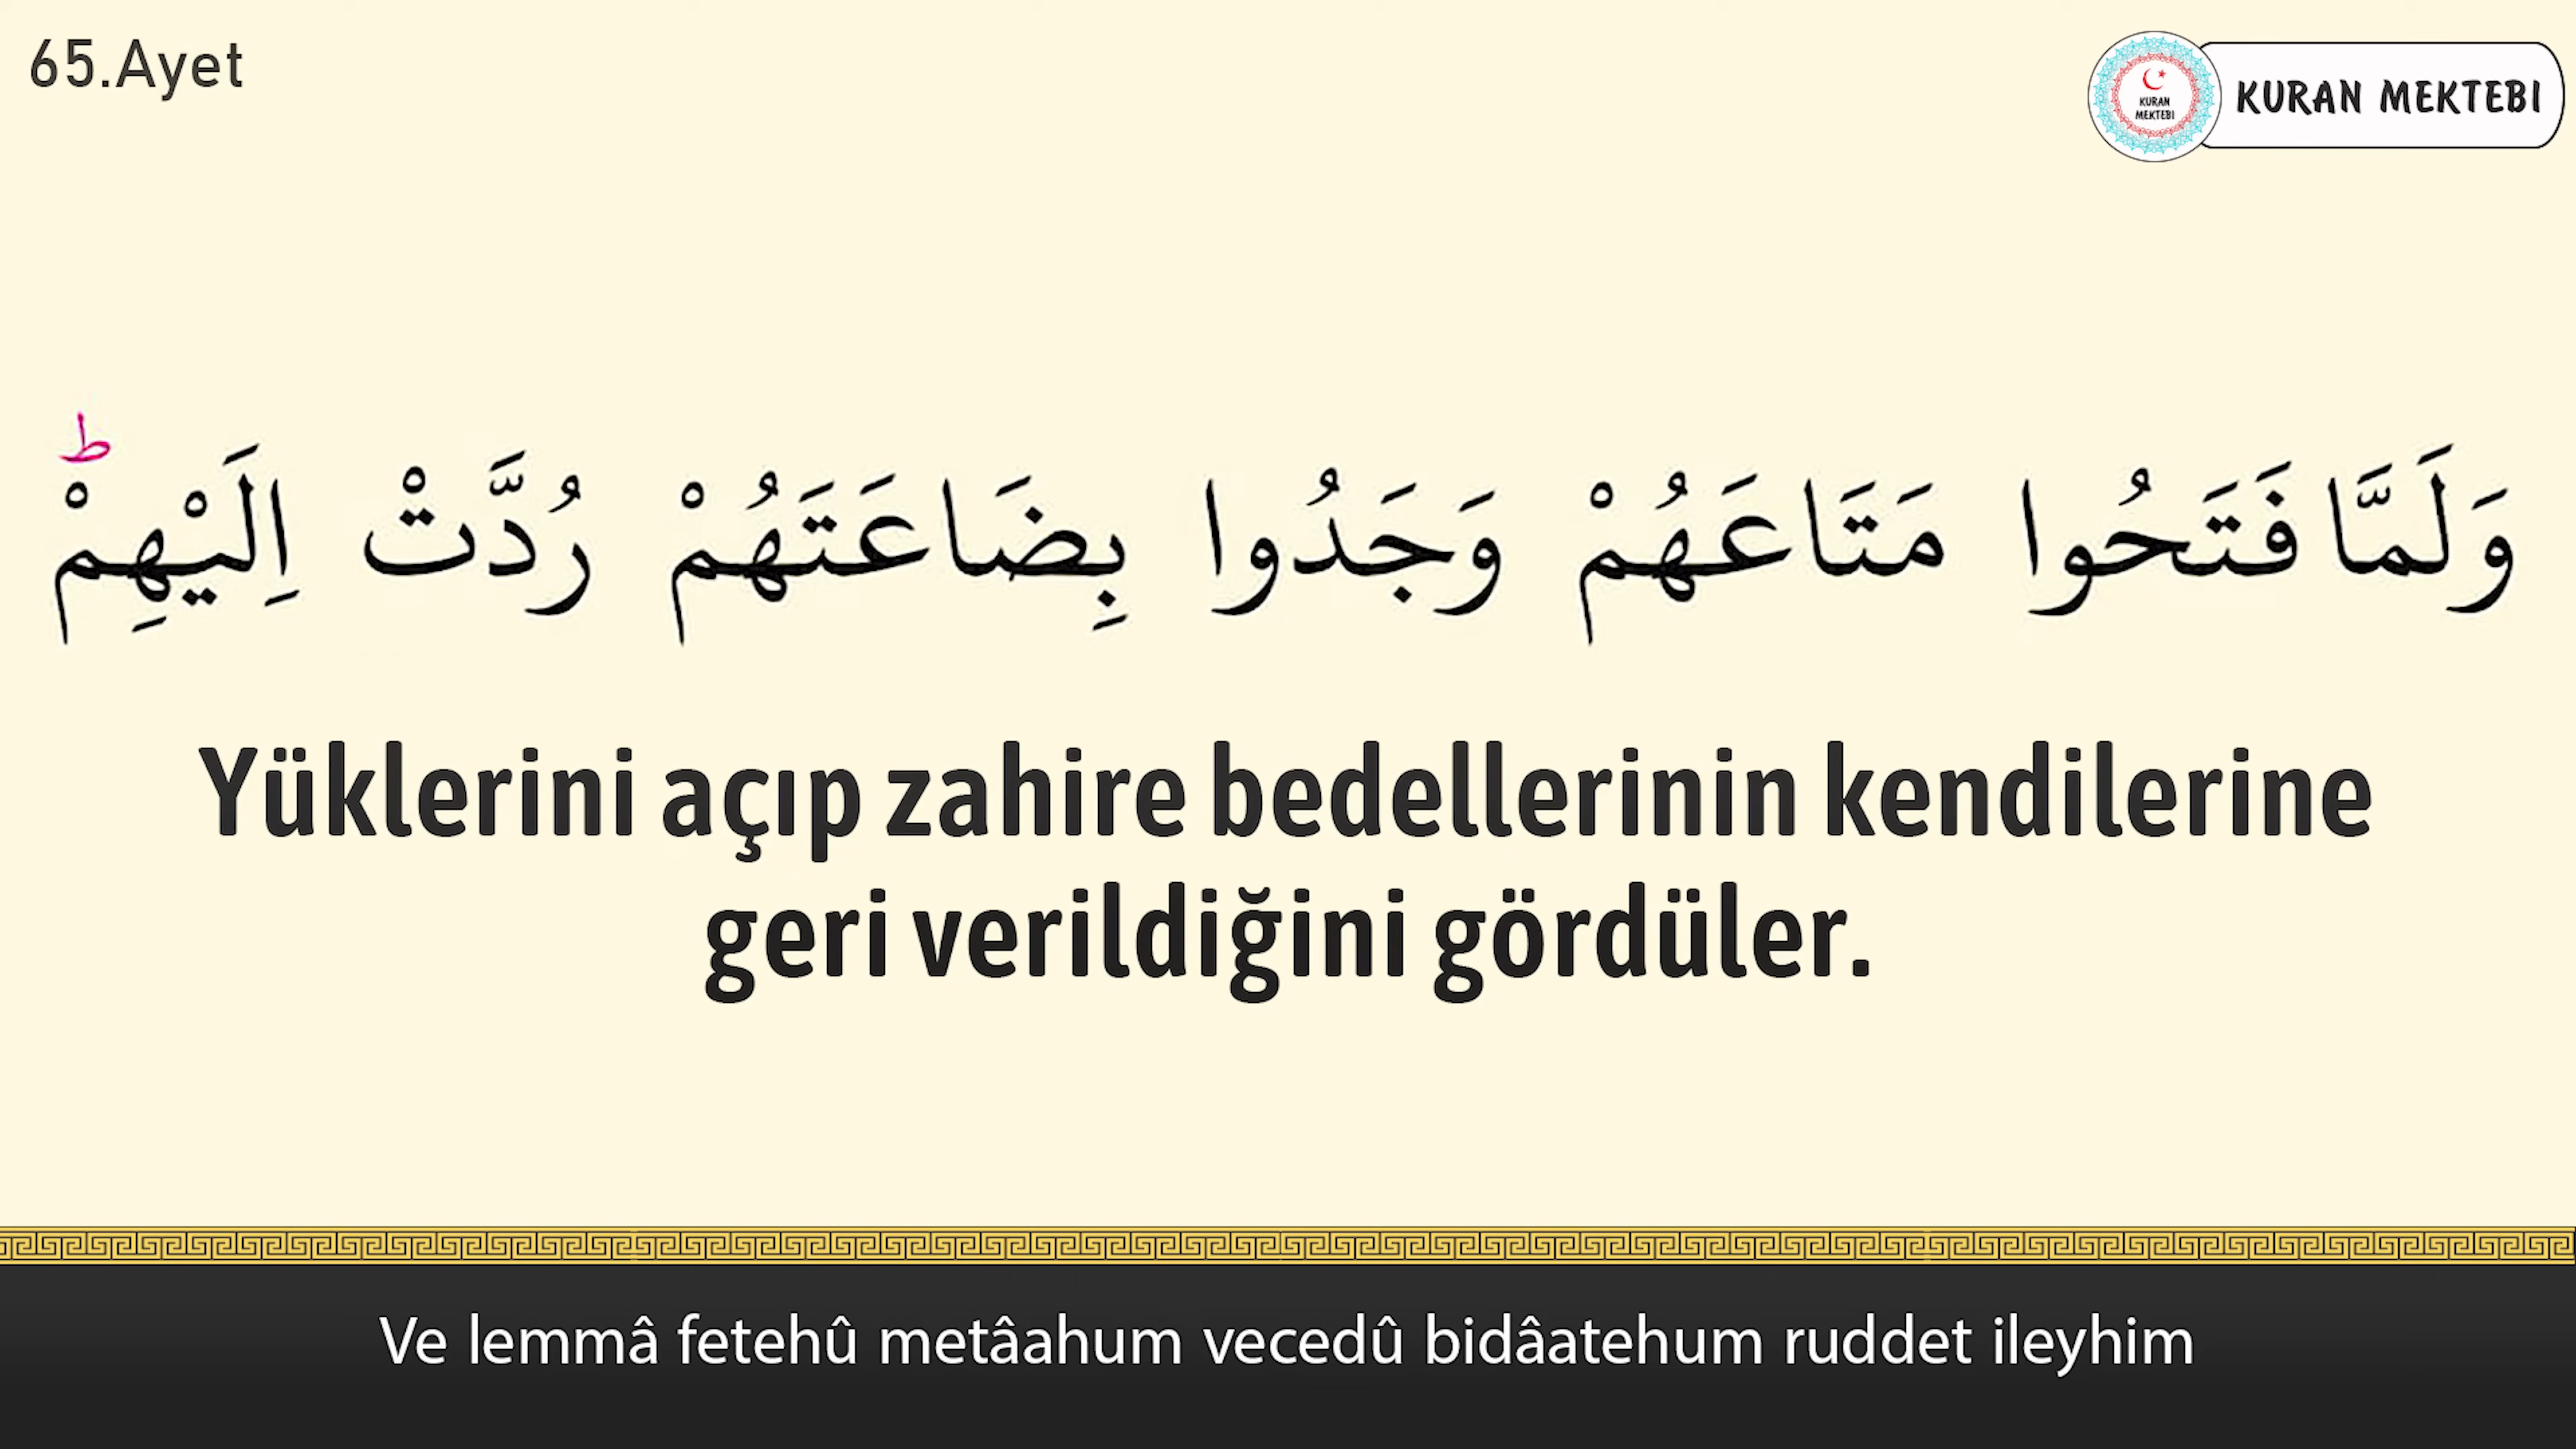 65.Ayet
KURAN
MEKTEBI
KURAN MEKTEBI
وَلَمَّا فَتَحُوا مَتَاعَهُمْ وَجَدُوا بِضَاعَتَهُمْ رُدَّتْ اِلَيْهِمْۜ
Yüklerini açıp zahire bedellerinin kendilerine
geri verildiğini gördüler.
Ve lemmâ fetehû metâahum vecedû bidâatehum ruddet ileyhim